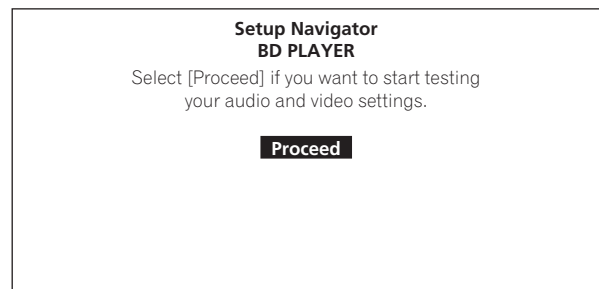 Setup Navigator
BD PLAYER
Select [Proceed] if you want to start testing
your audio and video settings.
Proceed